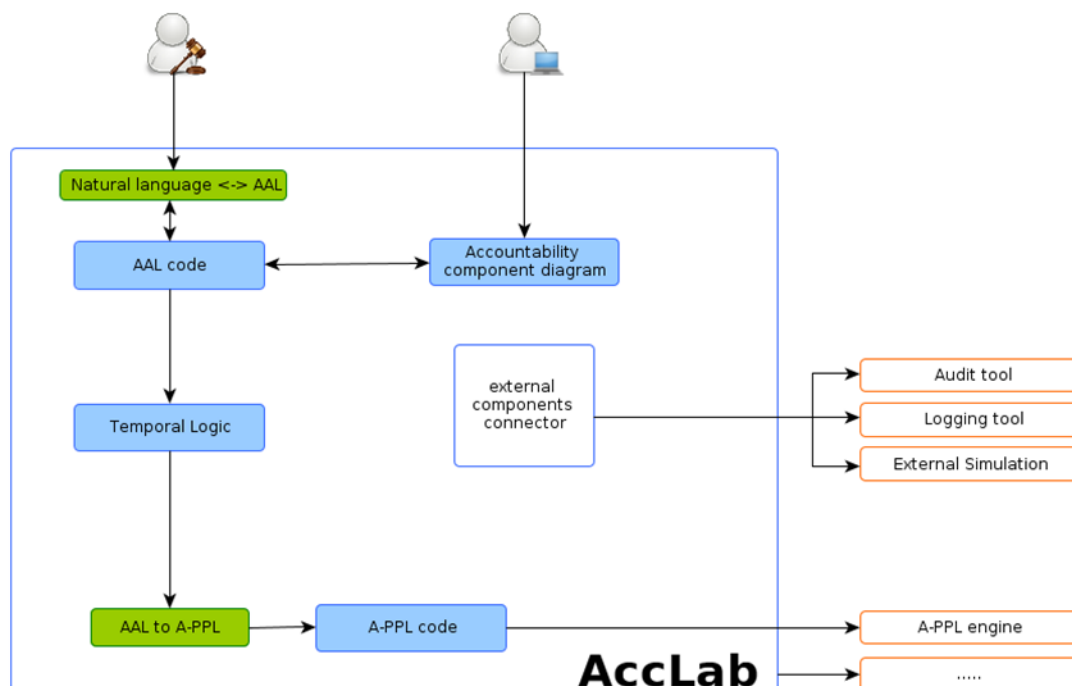 Natural language <-> AAL
AAL code
Accountability
component diagram
external
components
connector
Audit tool
Logging tool
External Simulation
Temporal Logic
AAL to A-PPL
A-PPL code
A-PPL engine
AccLab
.....